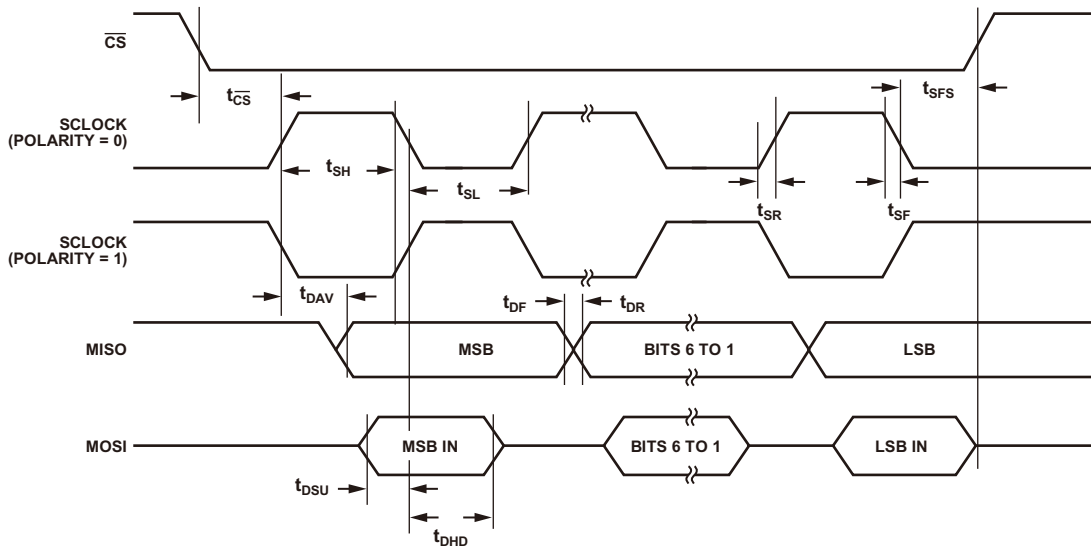 CS
tCS
tSFS
SCLOCK
(POLARITY = 0)
tSH
tSL
tSR
tSF
SCLOCK
(POLARITY = 1)
tDAV
tDF
tDR
MISO
MSB
BITS 6 TO 1
LSB
MOSI
MSB IN
BITS 6 TO 1
LSB IN
tDSU
tDHD